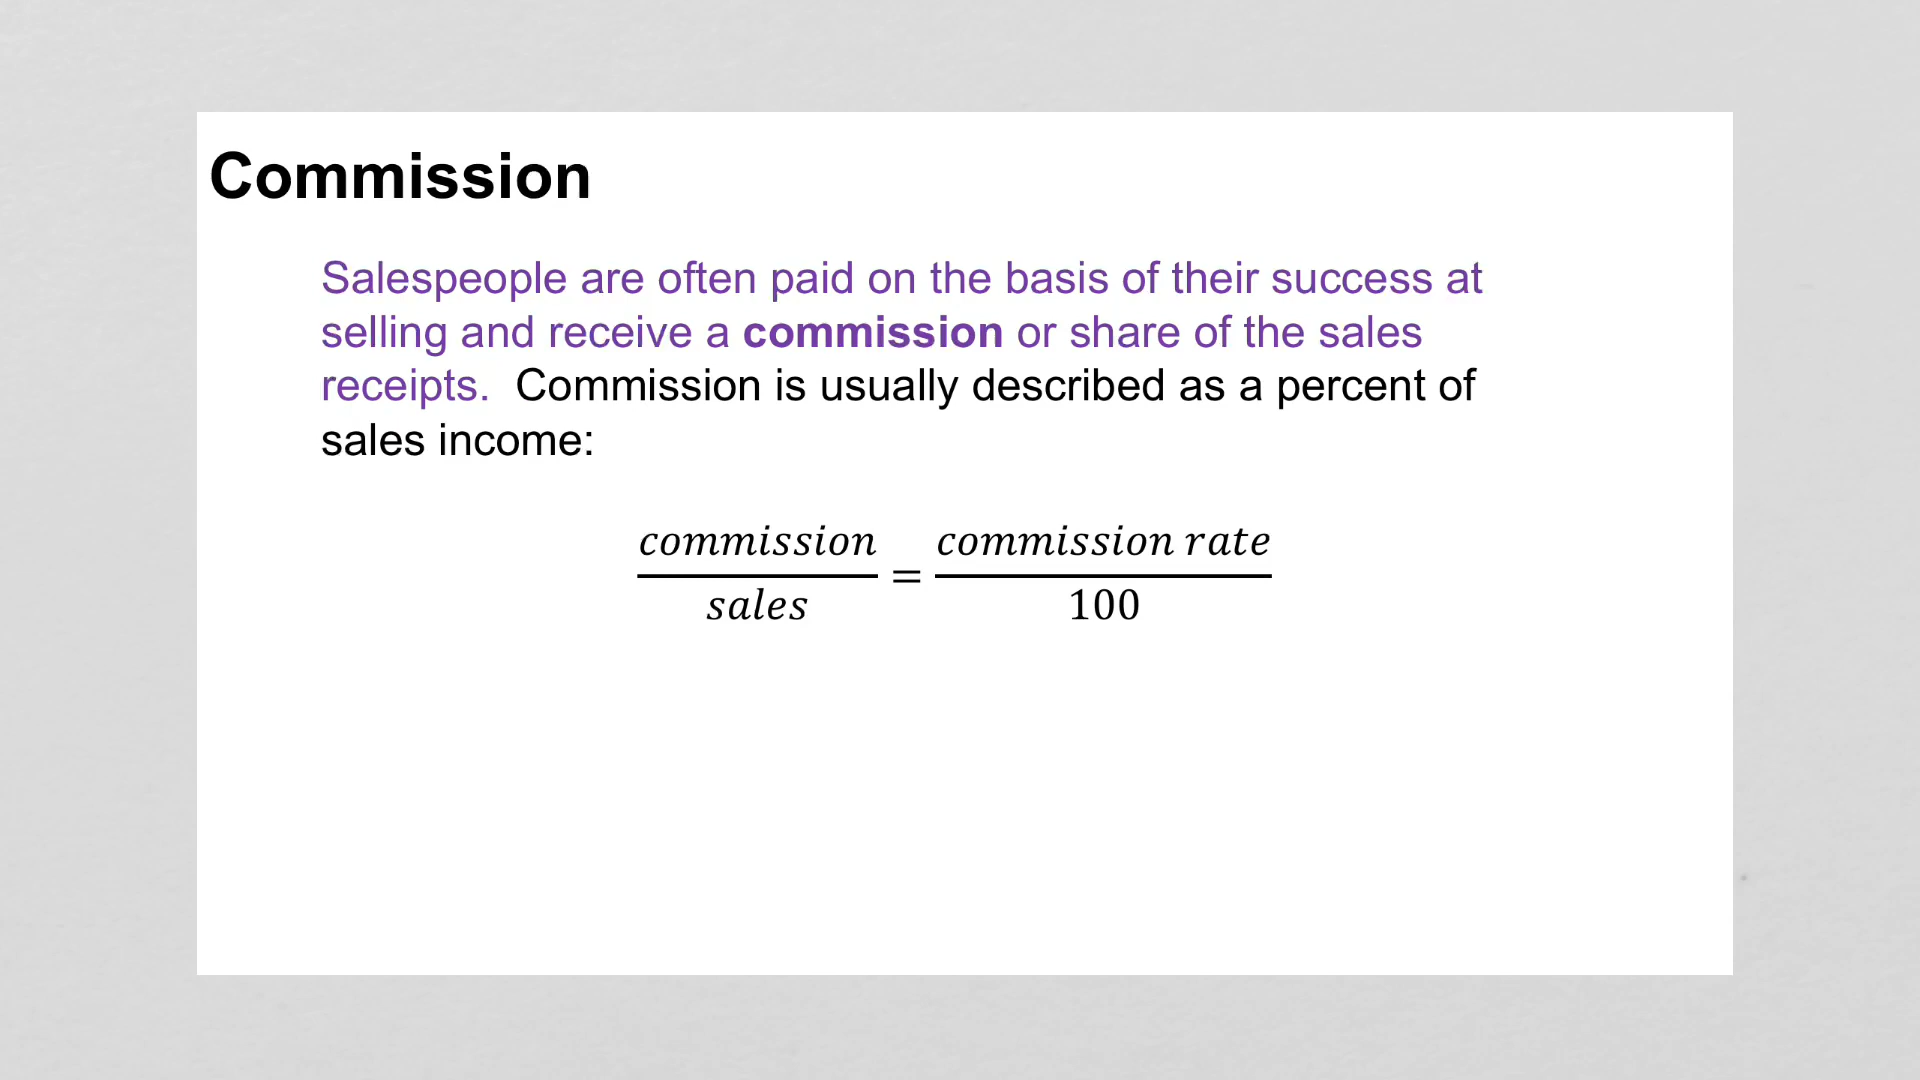 Commission
Salespeople are often paid on the basis of their success at
selling and receive a commission or share of the sales
receipts.  Commission is usually described as a percent of
sales income:
commission / sales = commission rate / 100